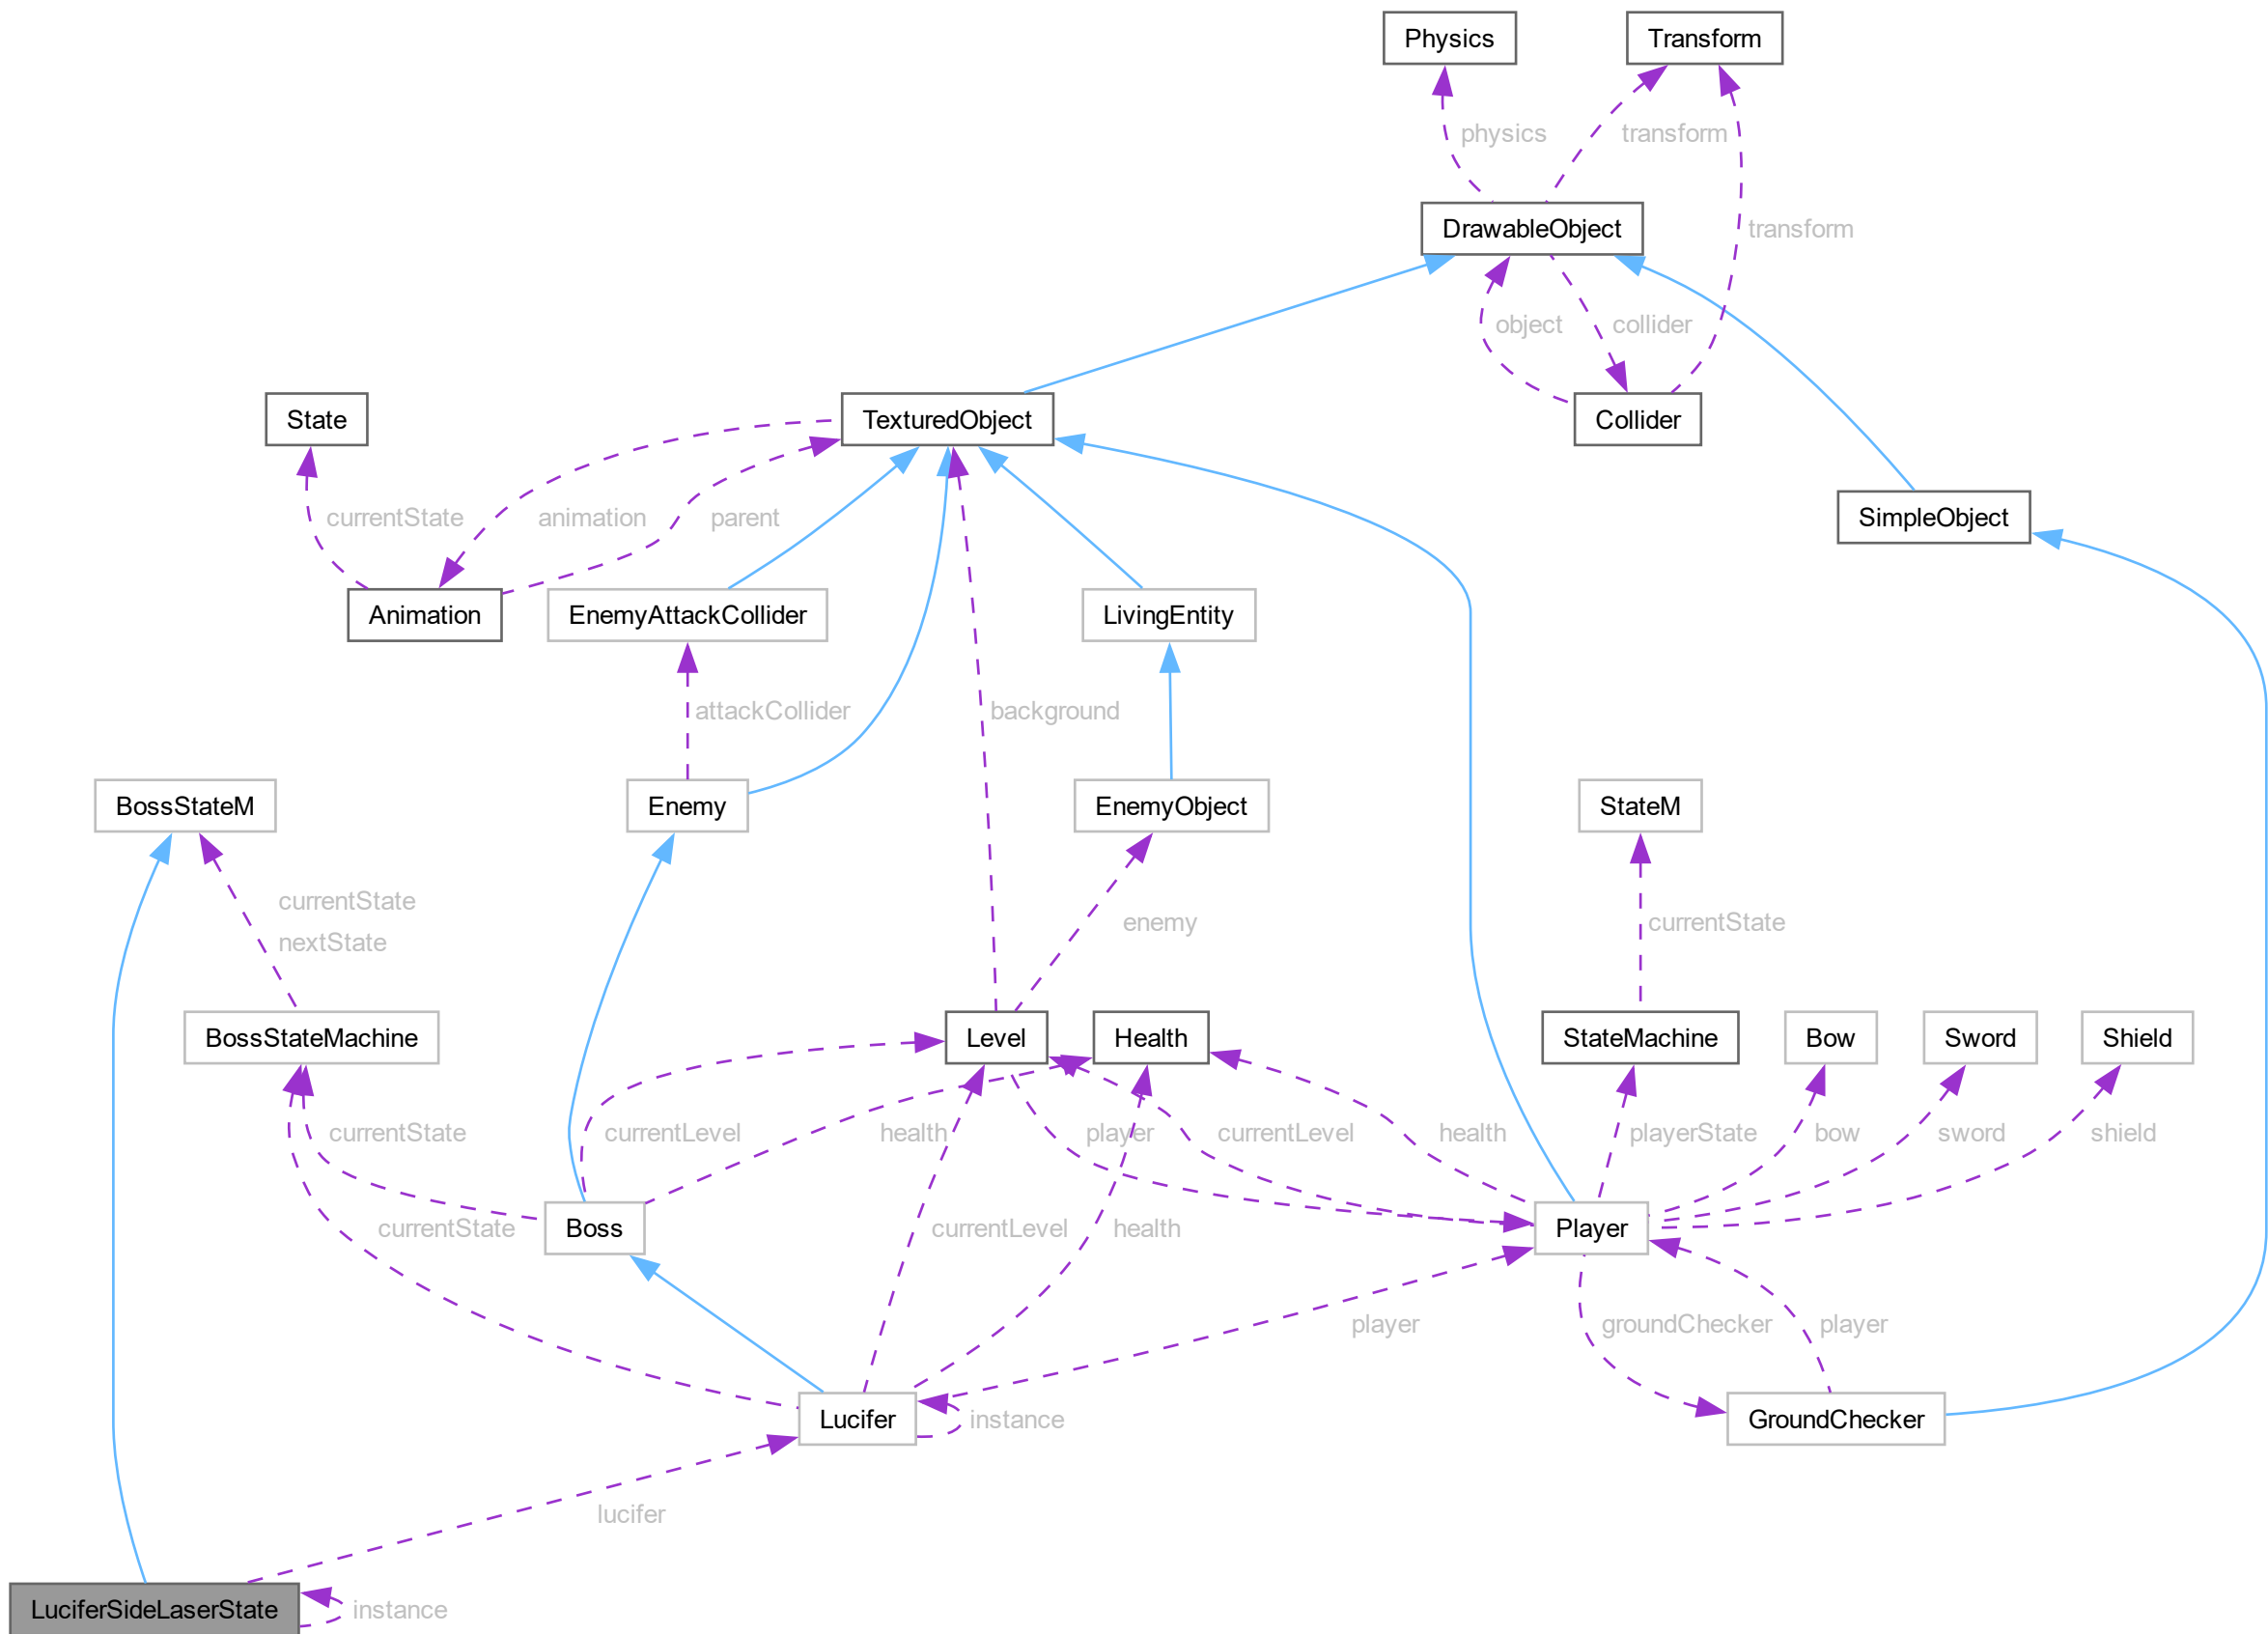 Physics
Transform
physics
transform
DrawableObject
transform
object
collider
State
TexturedObject
Collider
currentState
animation
parent
SimpleObject
Animation
EnemyAttackCollider
LivingEntity
attackCollider
background
BossStateM
Enemy
EnemyObject
StateM
currentState
nextState
enemy
currentState
BossStateMachine
Level
Health
StateMachine
Bow
Sword
Shield
currentState
currentLevel
health
player
currentLevel
health
playerState
bow
sword
shield
currentState
Boss
currentLevel
health
Player
player
groundChecker
player
Lucifer
instance
GroundChecker
lucifer
LuciferSideLaserState
instance